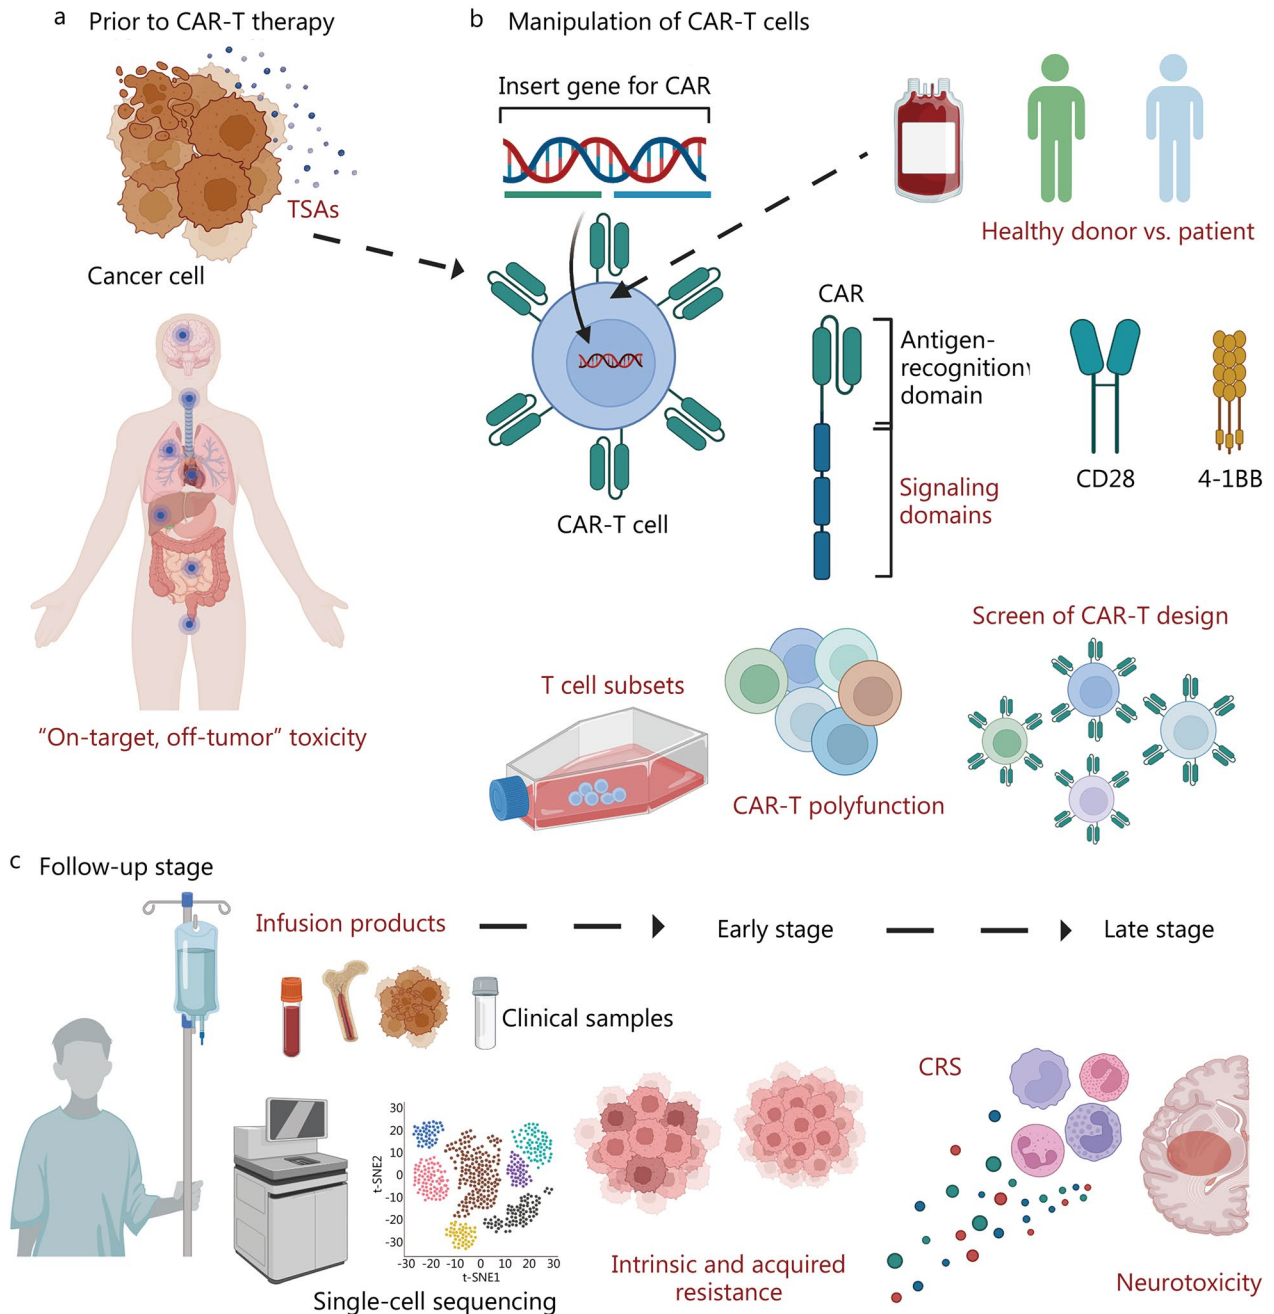 a Prior to CAR-T therapy
TSAs
Cancer cell
“On-target, off-tumor” toxicity
b Manipulation of CAR-T cells
Insert gene for CAR
Healthy donor vs. patient
CAR-T cell
CAR
Antigen-
recognition
domain
Signaling
domains
CD28
4-1BB
T cell subsets
CAR-T polyfunction
Screen of CAR-T design
c Follow-up stage
Infusion products
Early stage
Late stage
Clinical samples
t-SNE2
30
20
10
0
-10
-20
-30
-30 -20 -10 0 10 20 30
t-SNE1
Single-cell sequencing
Intrinsic and acquired
resistance
CRS
Neurotoxicity